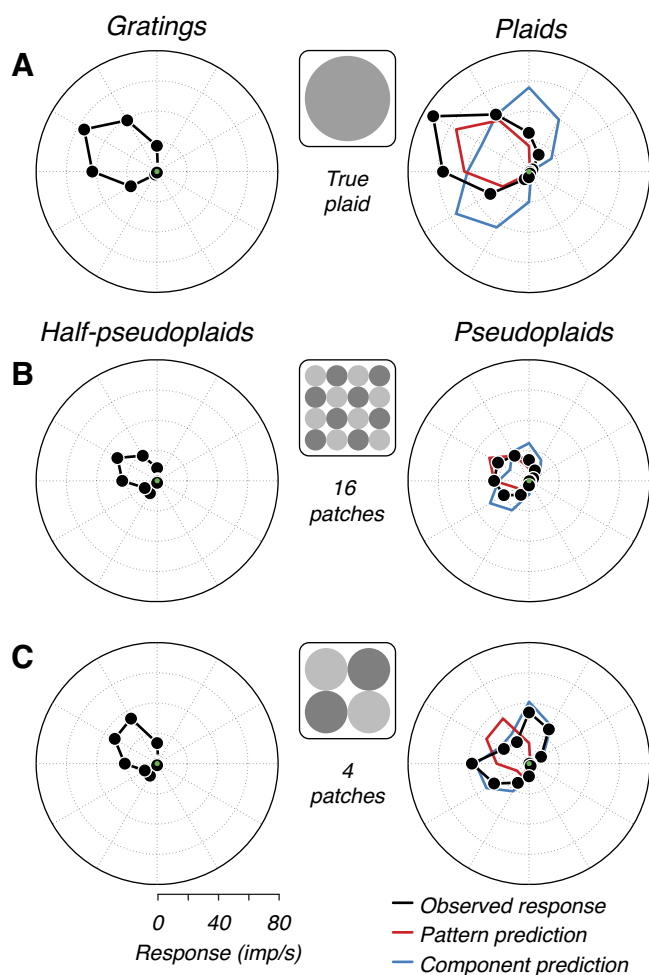 Gratings
Plaids
A
True
plaid
Half-pseudoplaids
Pseudoplaids
B
16
patches
C
4
patches
0 40 80
Response (imp/s)
Observed response
Pattern prediction
Component prediction